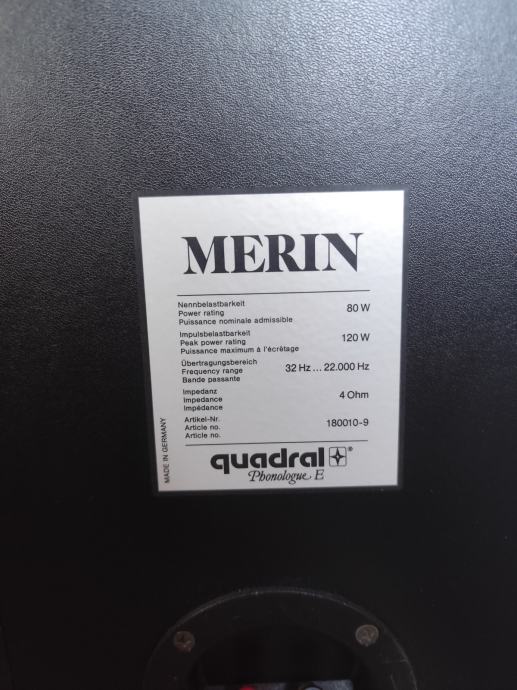 MERIN
Nennbelastbarkeit
Power rating
Puissance nominale admissible
80 W
Impulsbelastbarkeit
Peak power rating
Puissance maximum à l'écrêtage
120 W
Übertragungsbereich
Frequency range
Bande passante
32 Hz ... 22.000 Hz
Impedanz
Impedance
Impédance
4 Ohm
Artikel-Nr.
Article no.
Article no.
180010-9
MADE IN GERMANY
quadral ®
Phonologue E